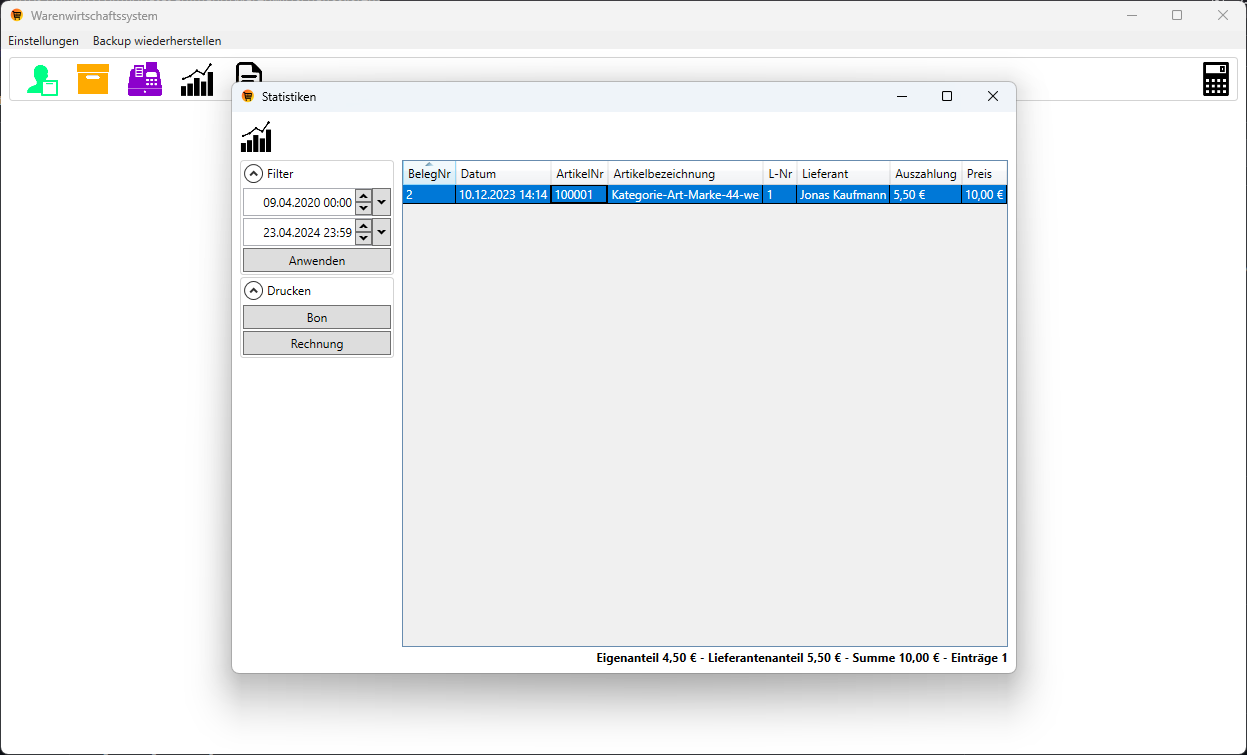 Warenwirtschaftssystem
Einstellungen Backup wiederherstellen
Statistiken
Filter
09.04.2020 00:00
23.04.2024 23:59
Anwenden
Drucken
Bon
Rechnung
BelegNr Datum ArtikelNr Artikelbezeichnung L-Nr Lieferant Auszahlung Preis
2 10.12.2023 14:14 100001 Kategorie-Art-Marke-44-we 1 Jonas Kaufmann 5,50 € 10,00 €
Eigenanteil 4,50 € - Lieferantenanteil 5,50 € - Summe 10,00 € - Einträge 1